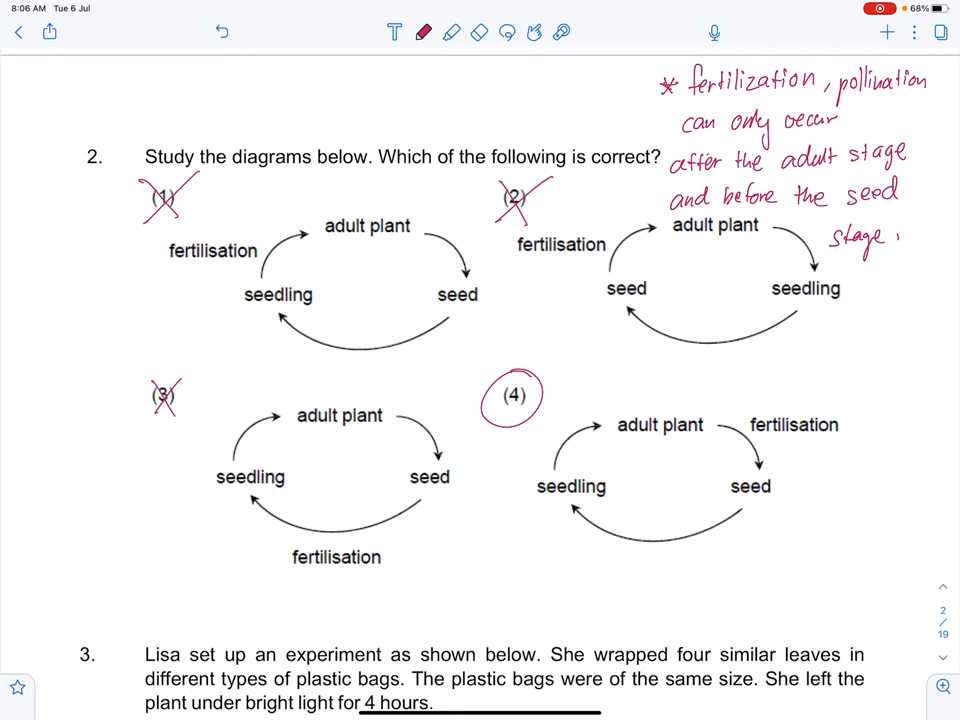 8:06 AM Tue 6 Jul
68%
* fertilization, pollination
can only occur
after the adult stage
and before the seed
stage.
2. Study the diagrams below. Which of the following is correct?
(1)
adult plant
fertilisation
seedling
seed
(2)
adult plant
fertilisation
seed
seedling
(3)
adult plant
seedling
seed
fertilisation
(4)
adult plant
fertilisation
seedling
seed
2
/
19
3. Lisa set up an experiment as shown below. She wrapped four similar leaves in
different types of plastic bags. The plastic bags were of the same size. She left the
plant under bright light for 4 hours.